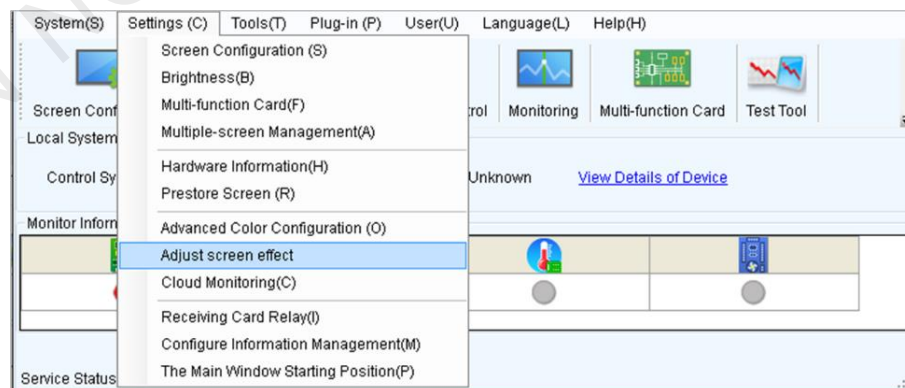 System(S) Settings (C) Tools(T) Plug-in (P) User(U) Language(L) Help(H)
Screen Configuration (S)
Brightness(B)
Multi-function Card(F)
Multiple-screen Management(A)
Hardware Information(H)
Prestore Screen (R)
Advanced Color Configuration (O)
Adjust screen effect
Cloud Monitoring(C)
Receiving Card Relay(I)
Configure Information Management(M)
The Main Window Starting Position(P)
Screen Conf rol Monitoring Multi-function Card Test Tool
Local System
Control Sy Unknown View Details of Device
Monitor Inform
Service Status